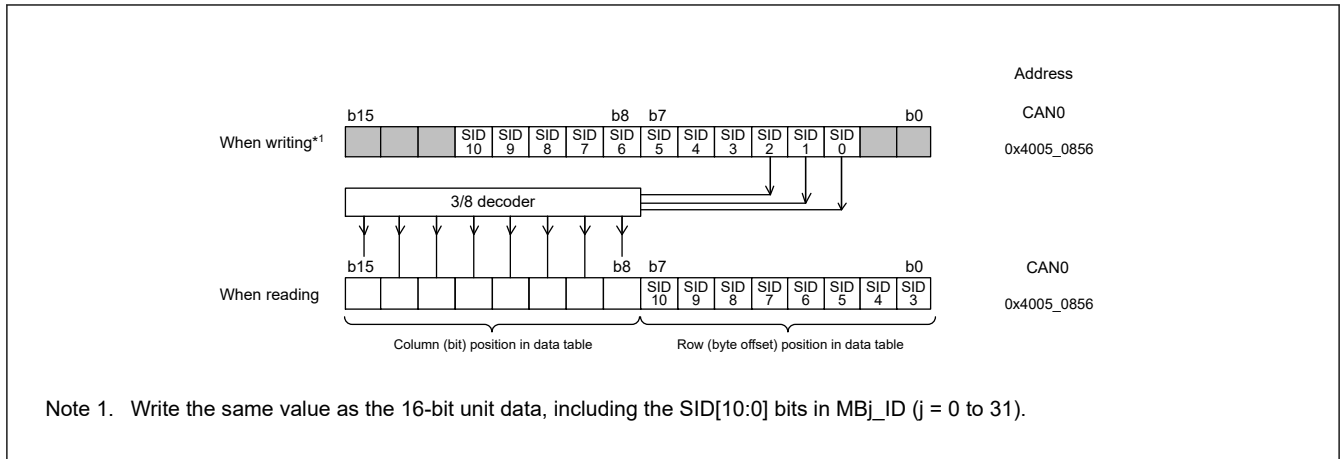 Address
b15 b8 b7 b0 CAN0
When writing*1 SID 10 SID 9 SID 8 SID 7 SID 6 SID 5 SID 4 SID 3 SID 2 SID 1 SID 0 0x4005_0856
3/8 decoder
b15 b8 b7 b0 CAN0
When reading SID 10 SID 9 SID 8 SID 7 SID 6 SID 5 SID 4 SID 3 0x4005_0856
Column (bit) position in data table Row (byte offset) position in data table
Note 1. Write the same value as the 16-bit unit data, including the SID[10:0] bits in MBj_ID (j = 0 to 31).